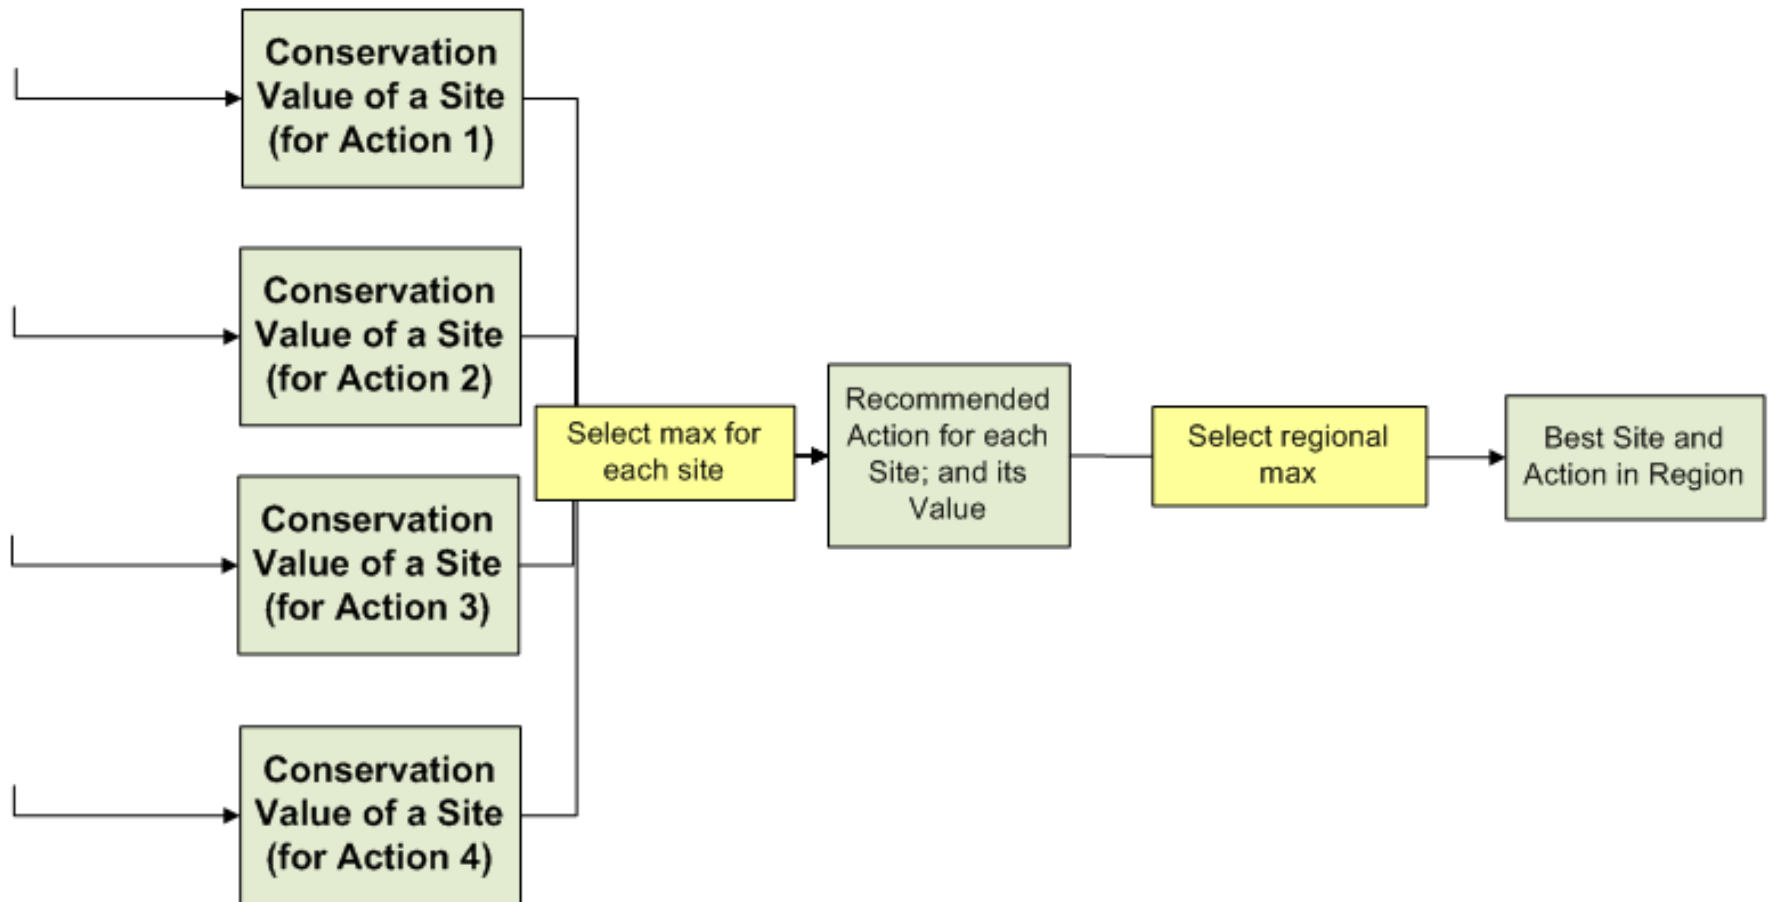 Conservation
Value of a Site
(for Action 1)
Conservation
Value of a Site
(for Action 2)
Conservation
Value of a Site
(for Action 3)
Conservation
Value of a Site
(for Action 4)
Select max for
each site
Recommended
Action for each
Site; and its
Value
Select regional
max
Best Site and
Action in Region